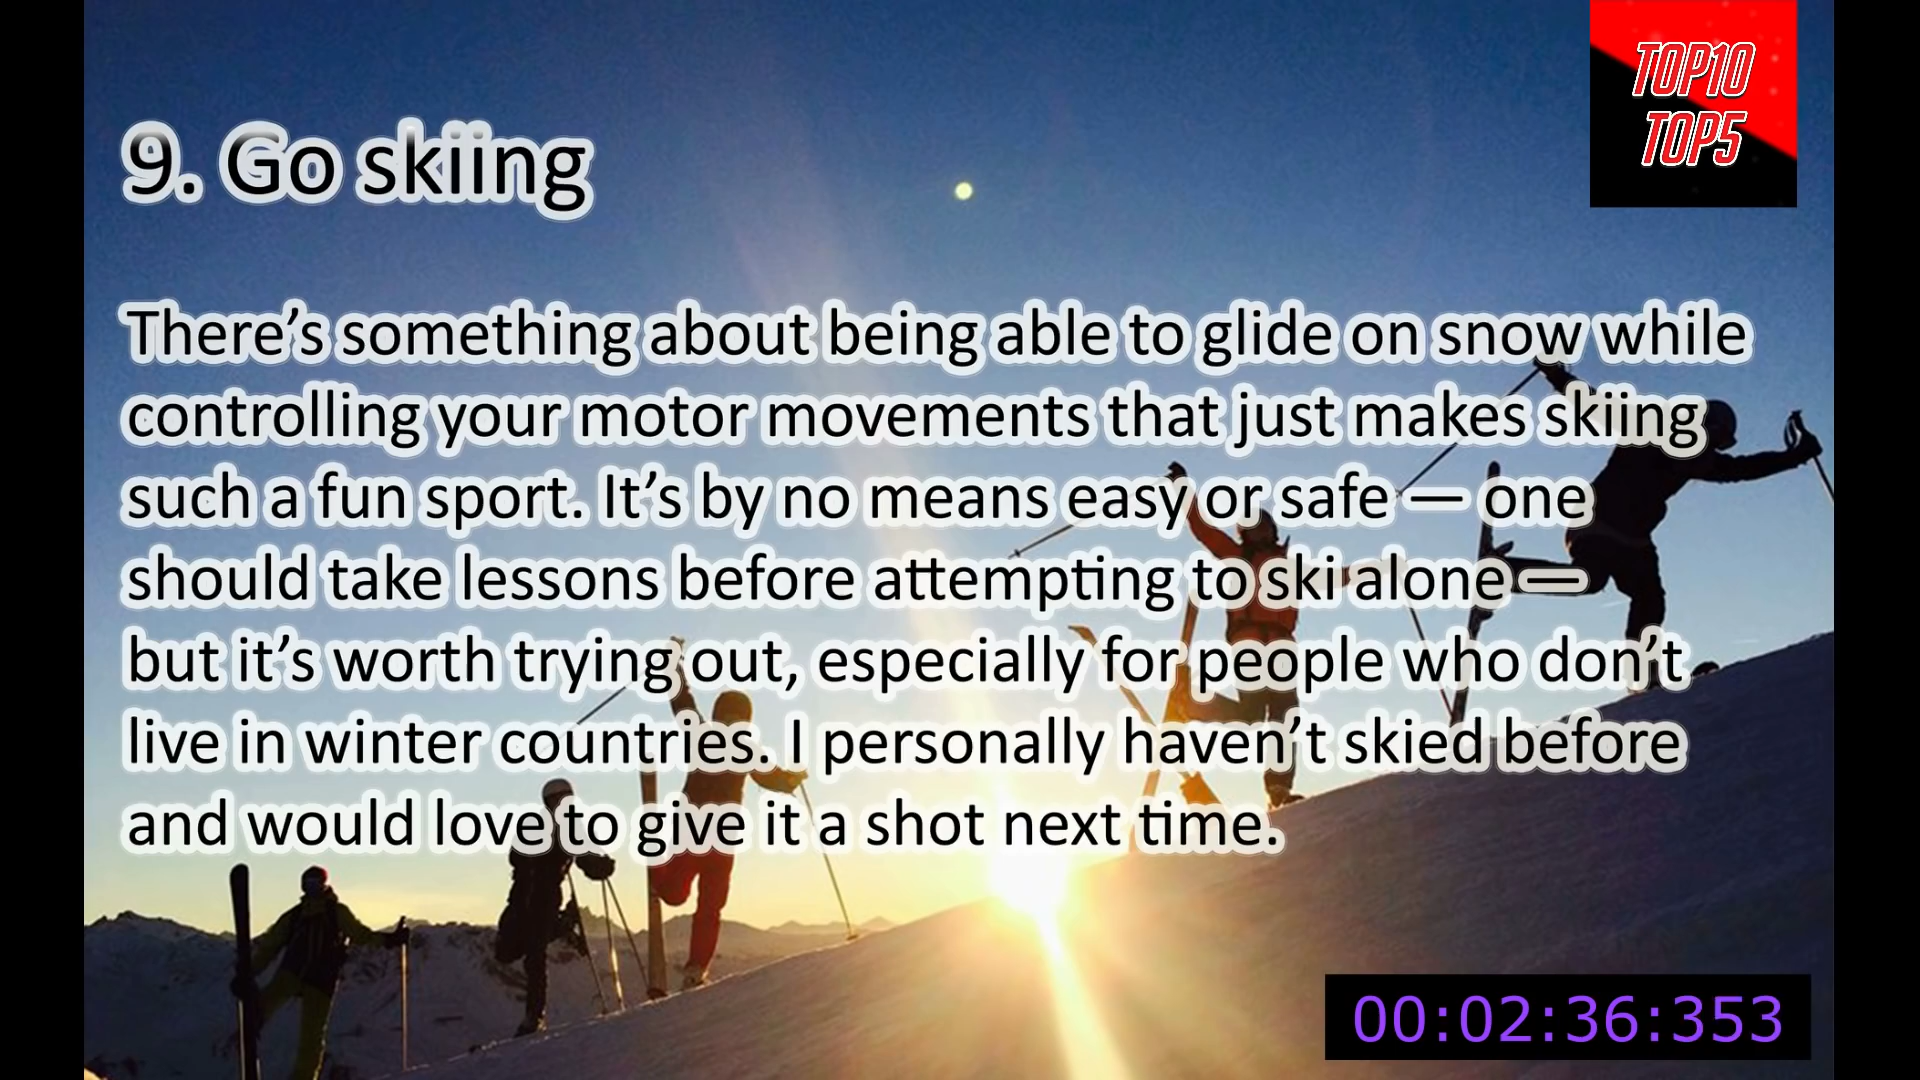 TOP10
TOP5
9. Go skiing
There’s something about being able to glide on snow while
controlling your motor movements that just makes skiing
such a fun sport. It’s by no means easy or safe — one
should take lessons before attempting to ski alone —
but it’s worth trying out, especially for people who don’t
live in winter countries. I personally haven’t skied before
and would love to give it a shot next time.
00:02:36:353